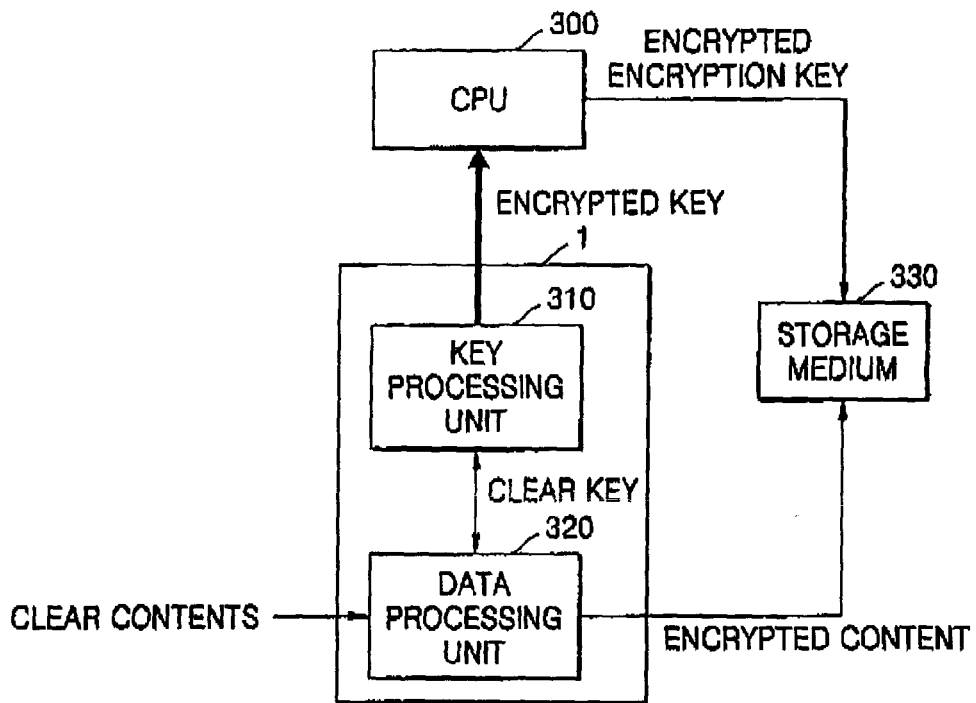 300
CPU
ENCRYPTED
ENCRYPTION KEY
ENCRYPTED KEY
1
310
KEY
PROCESSING
UNIT
330
STORAGE
MEDIUM
CLEAR KEY
320
DATA
PROCESSING
UNIT
CLEAR CONTENTS
ENCRYPTED CONTENT